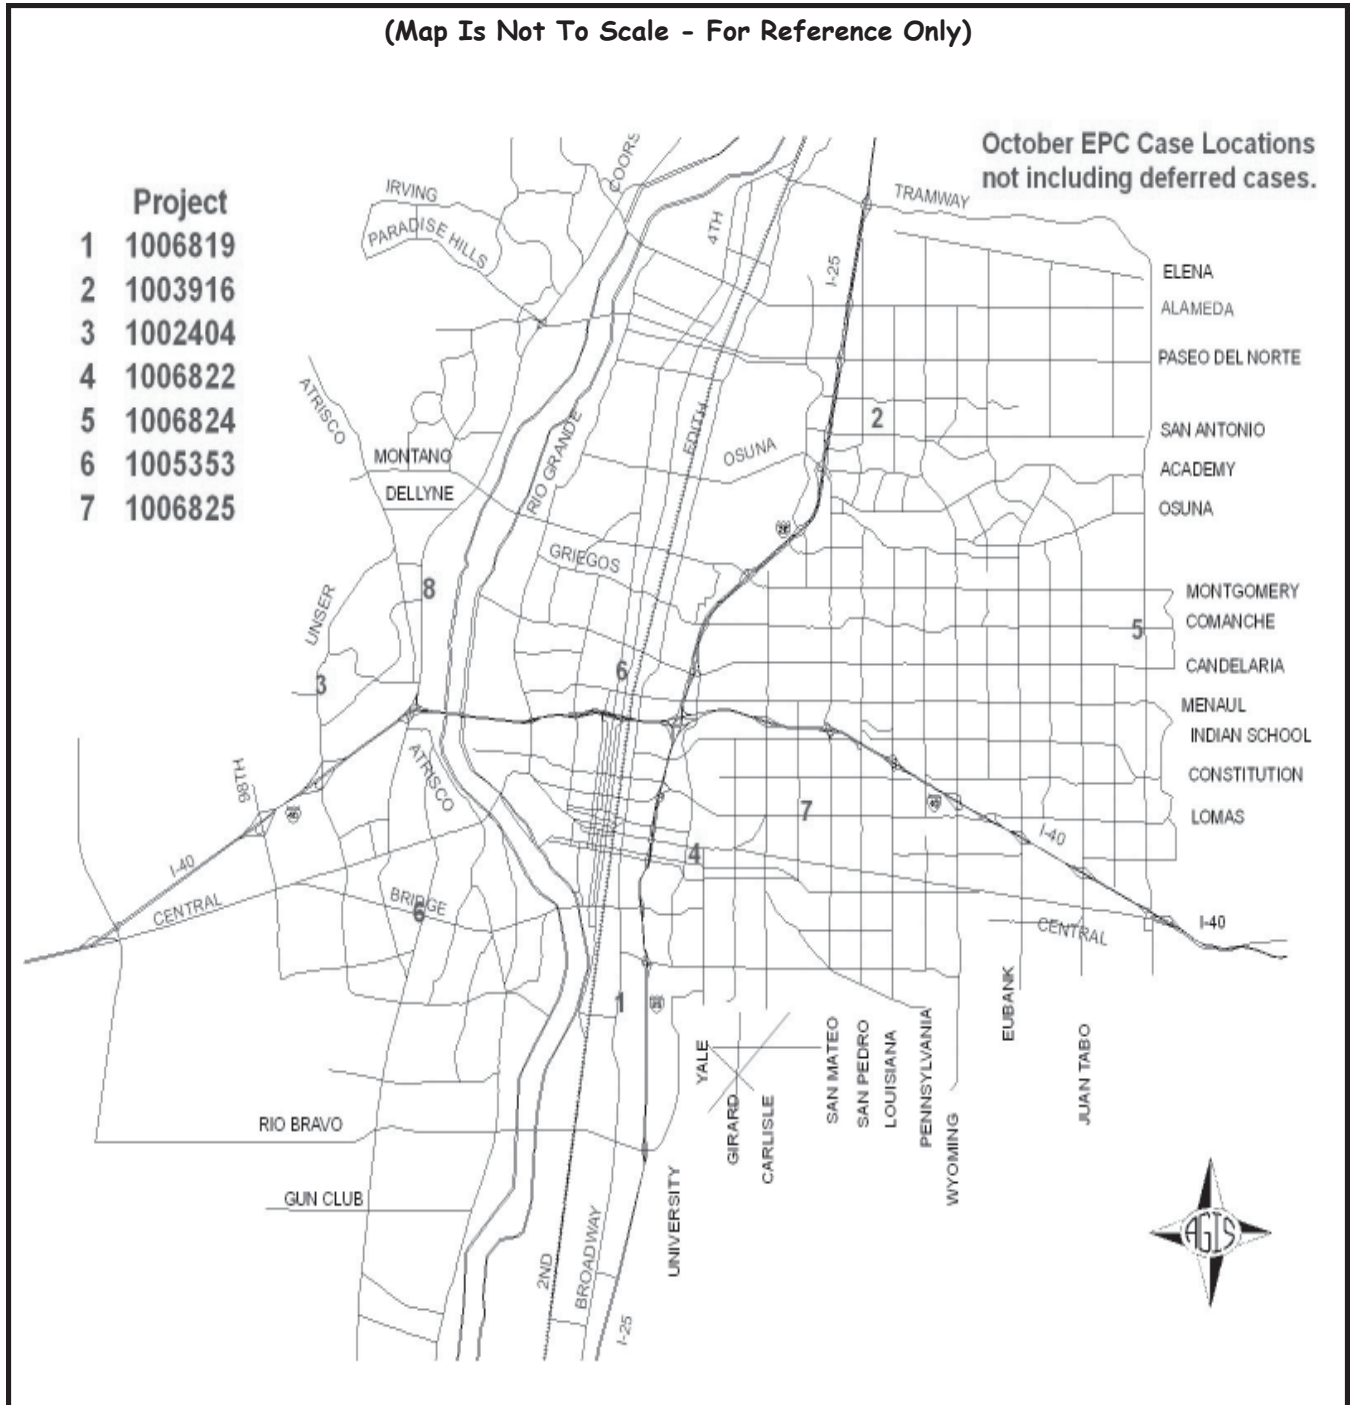 (Map Is Not To Scale - For Reference Only)
October EPC Case Locations
not including deferred cases.
Project
1 1006819
2 1003916
3 1002404
4 1006822
5 1006824
6 1005353
7 1006825
COORS
IRVING
PARADISE HILLS
4TH
I-25
TRAMWAY
ELENA
ALAMEDA
PASEO DEL NORTE
ATRISCO
2
RIO GRANDE
EDITH
OSUNA
SAN ANTONIO
MONTANO
ACADEMY
DELLYNE
OSUNA
GRIEGOS
8
UNSER
MONTGOMERY
COMANCHE
5
CANDELARIA
6
3
MENAUL
INDIAN SCHOOL
ATRISCO
98TH
CONSTITUTION
40
40
7
LOMAS
I-40
I-40
4
CENTRAL
BRIDGE
6
CENTRAL
I-40
1
EUBANK
YALE
SAN MATEO
SAN PEDRO
LOUISIANA
PENNSYLVANIA
JUAN TABO
GIRARD
CARLISLE
WYOMING
RIO BRAVO
GUN CLUB
UNIVERSITY
2ND
BROADWAY
I-25
AGIS